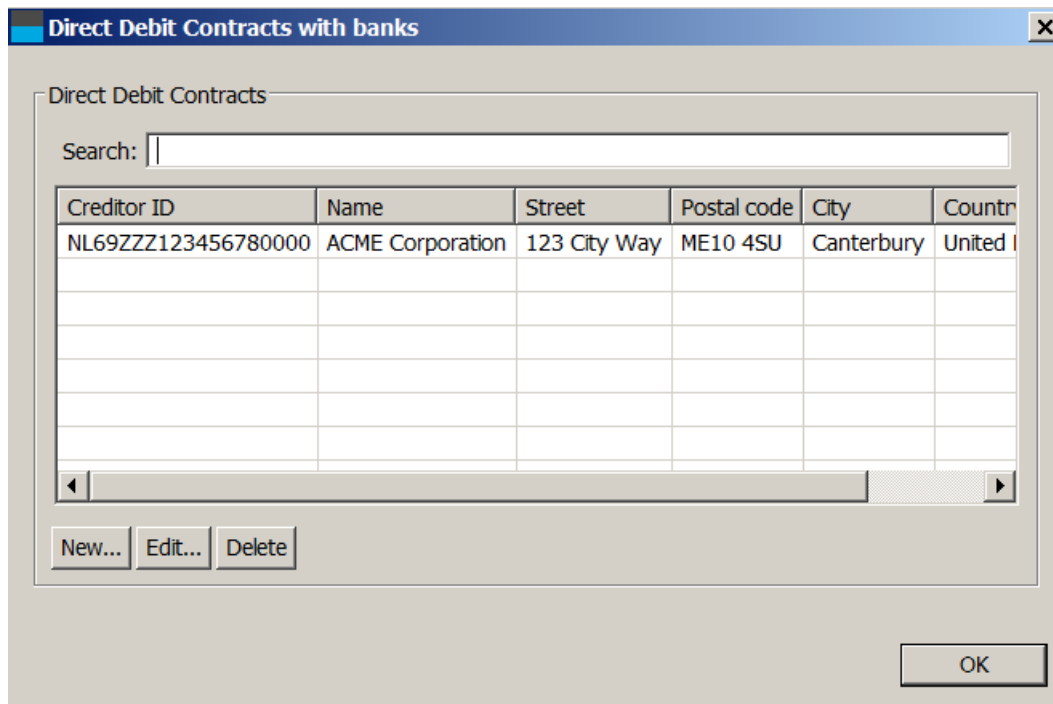 Direct Debit Contracts with banks
Direct Debit Contracts
Search:
Creditor ID Name Street Postal code City Countr
NL69ZZZ123456780000 ACME Corporation 123 City Way ME10 4SU Canterbury United
New... Edit... Delete
OK